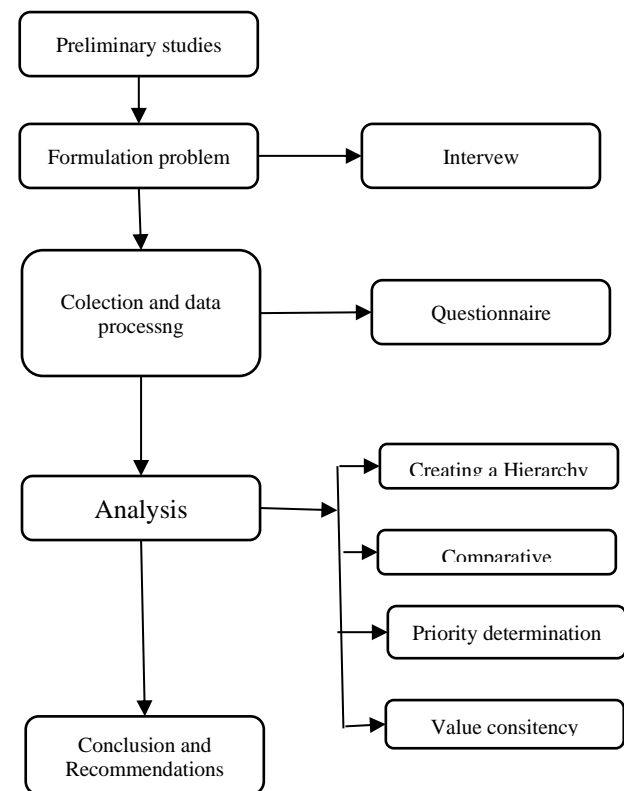 Preliminary studies
Formulation problem
Intervew
Colection and data
processng
Questionnaire
Analysis
Creating a Hierarchy
Comparative
Priority determination
Value consitency
Conclusion and
Recommendations